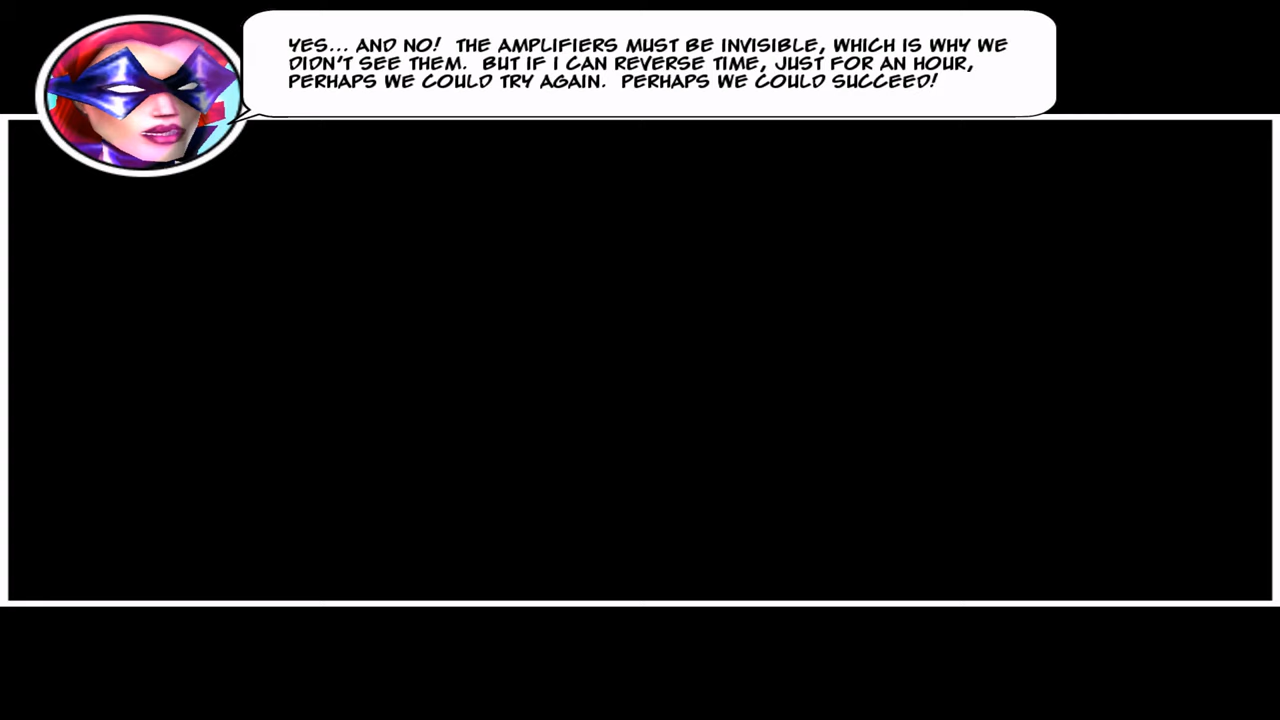 YES... AND NO! THE AMPLIFIERS MUST BE INVISIBLE, WHICH IS WHY WE
DIDN'T SEE THEM. BUT IF I CAN REVERSE TIME, JUST FOR AN HOUR,
PERHAPS WE COULD TRY AGAIN. PERHAPS WE COULD SUCCEED!